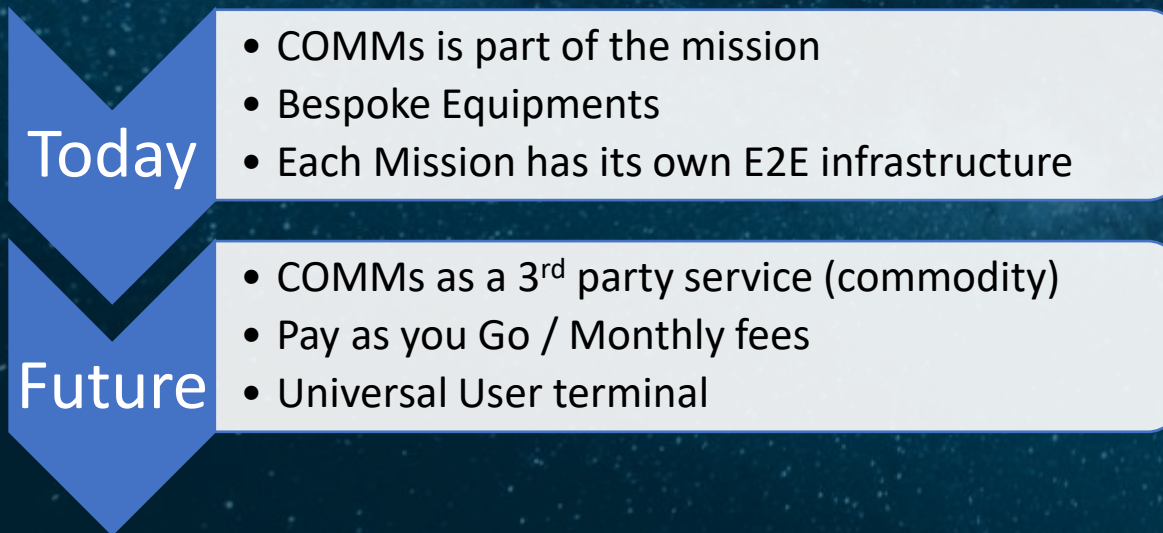 Today
• COMMs is part of the mission
• Bespoke Equipments
• Each Mission has its own E2E infrastructure
Future
• COMMs as a 3rd party service (commodity)
• Pay as you Go / Monthly fees
• Universal User terminal